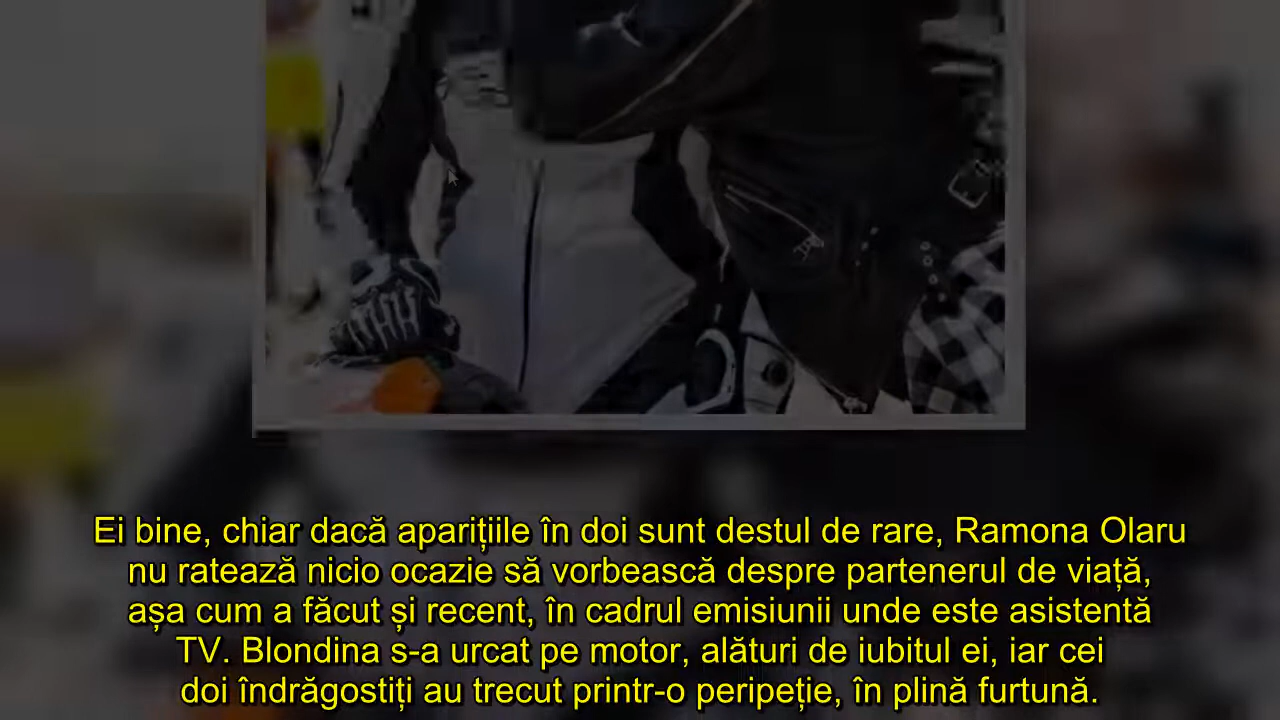 Ei bine, chiar dacă aparițiile în doi sunt destul de rare, Ramona Olaru
nu ratează nicio ocazie să vorbească despre partenerul de viață,
așa cum a făcut și recent, în cadrul emisiunii unde este asistentă
TV. Blondina s-a urcat pe motor, alături de iubitul ei, iar cei
doi îndrăgostiți au trecut printr-o peripeție, în plină furtună.